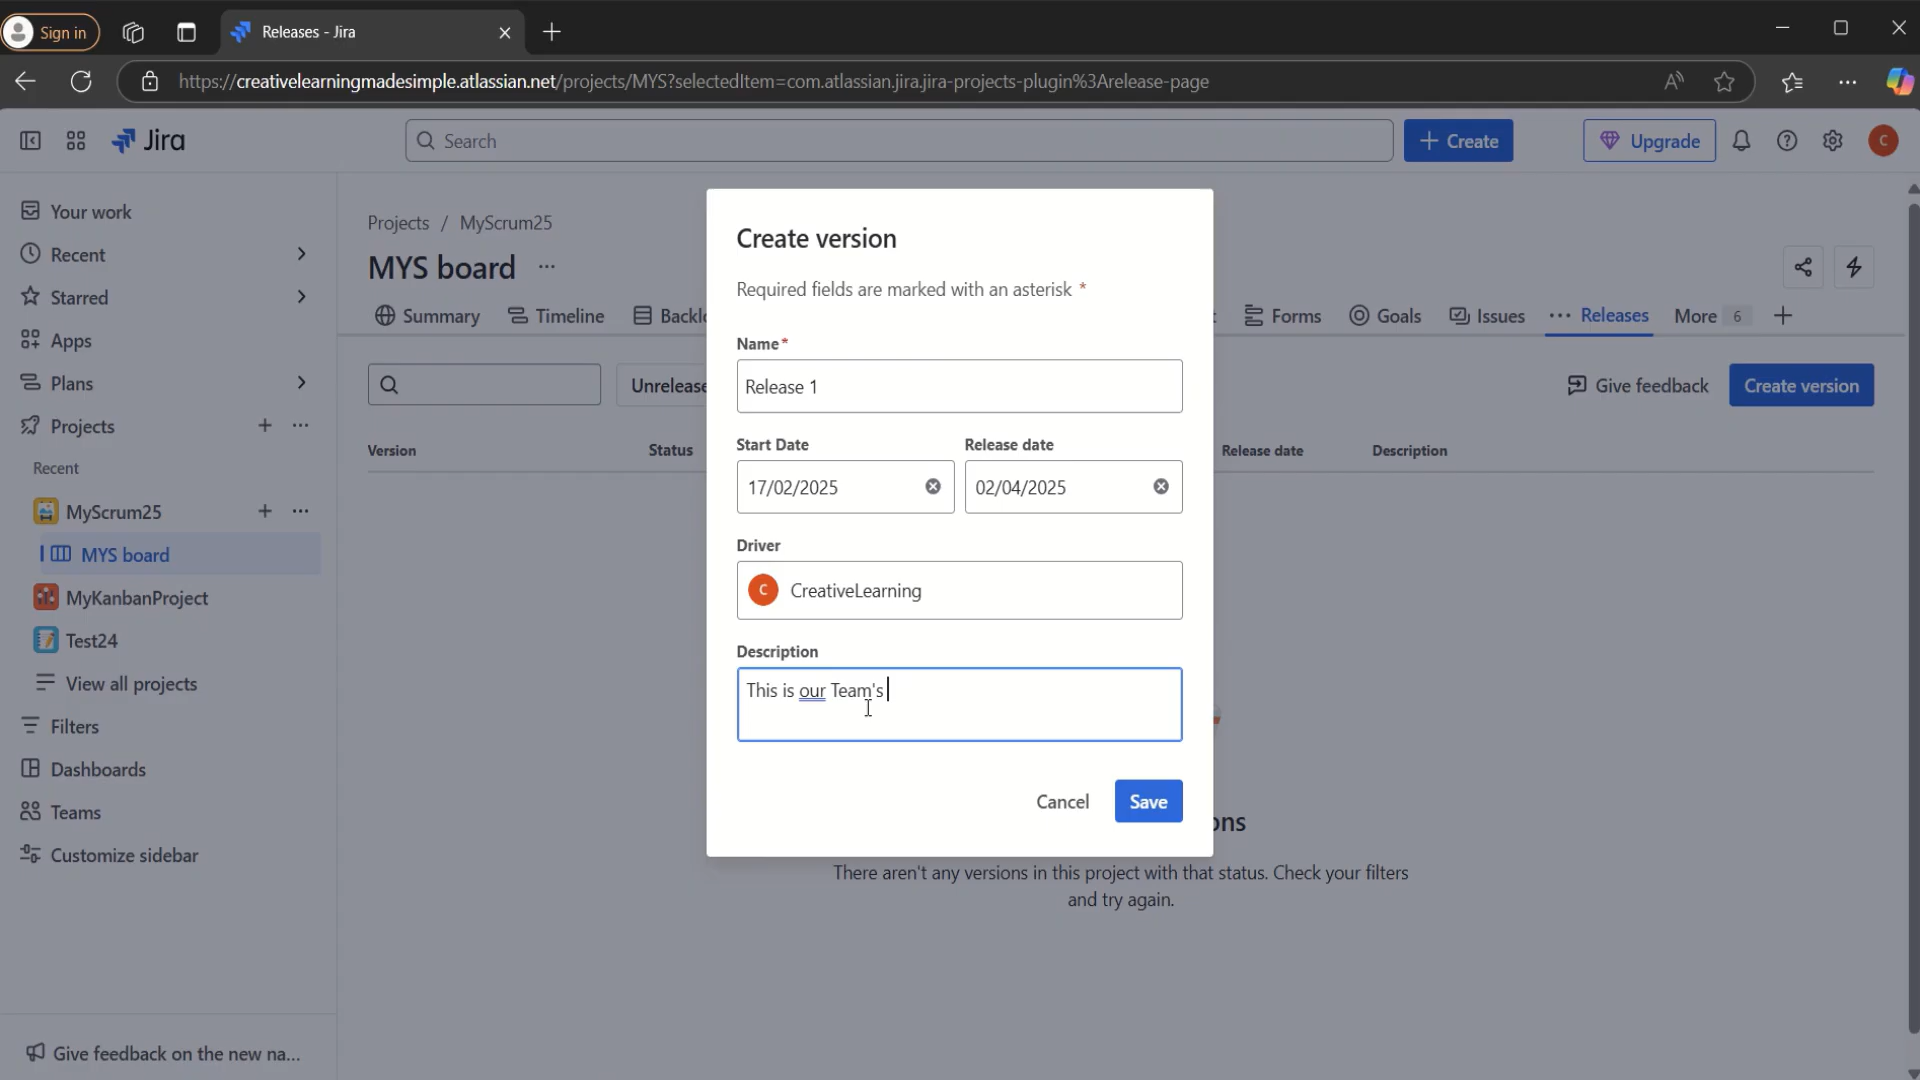 Sign in
Releases - Jira
https://creativelearningmadesimple.atlassian.net/projects/MYS?selectedItem=com.atlassian.jira.jira-projects-plugin%3Arelease-page
Jira
Search
Create
Upgrade
C
Your work
Recent
Starred
Apps
Plans
Projects
Recent
MyScrum25
MYS board
MyKanbanProject
Test24
View all projects
Filters
Dashboards
Teams
Customize sidebar
Give feedback on the new na...
Projects / MyScrum25
MYS board
Summary
Timeline
Forms
Goals
Issues
Releases
More 6
Give feedback
Create version
Version
Status
Release date
Description
Create version
Required fields are marked with an asterisk *
Name*
Release 1
Start Date
Release date
17/02/2025
02/04/2025
Driver
C CreativeLearning
Description
This is our Team's
Cancel
Save
There aren't any versions in this project with that status. Check your filters
and try again.